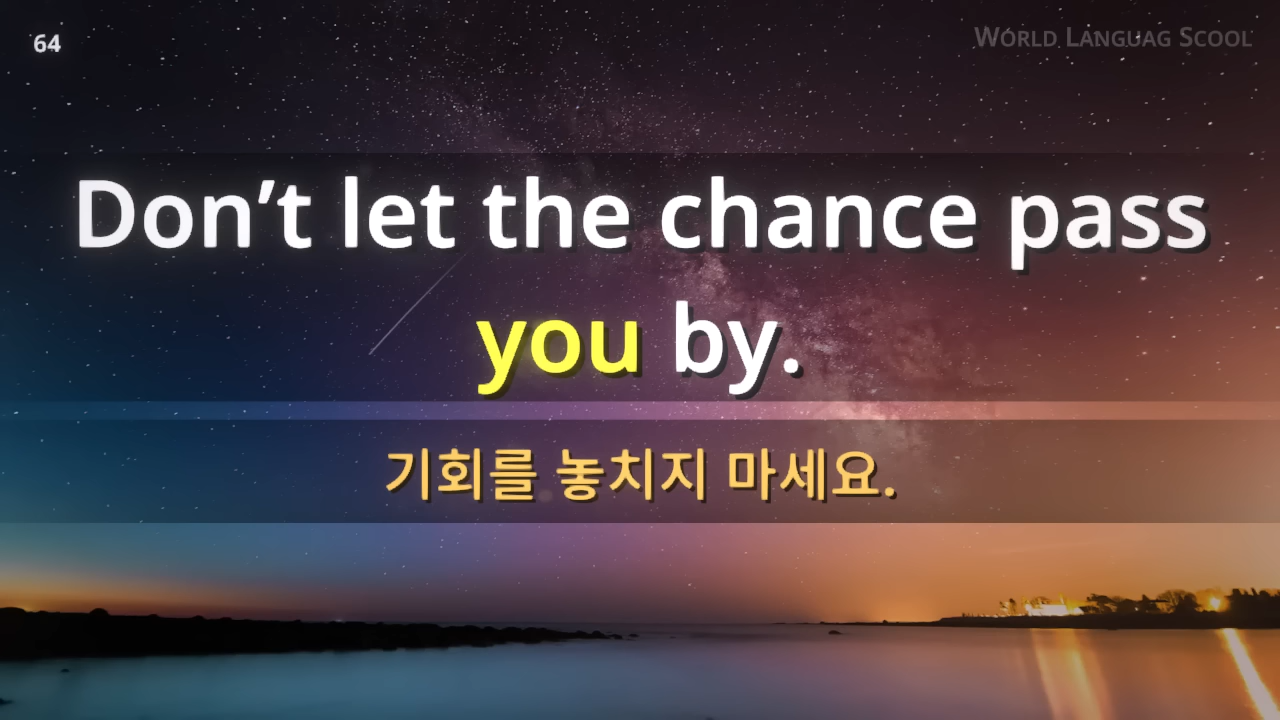 64
WORLD LANGUAG SCOOL
Don’t let the chance pass
you by.
기회를 놓치지 마세요.